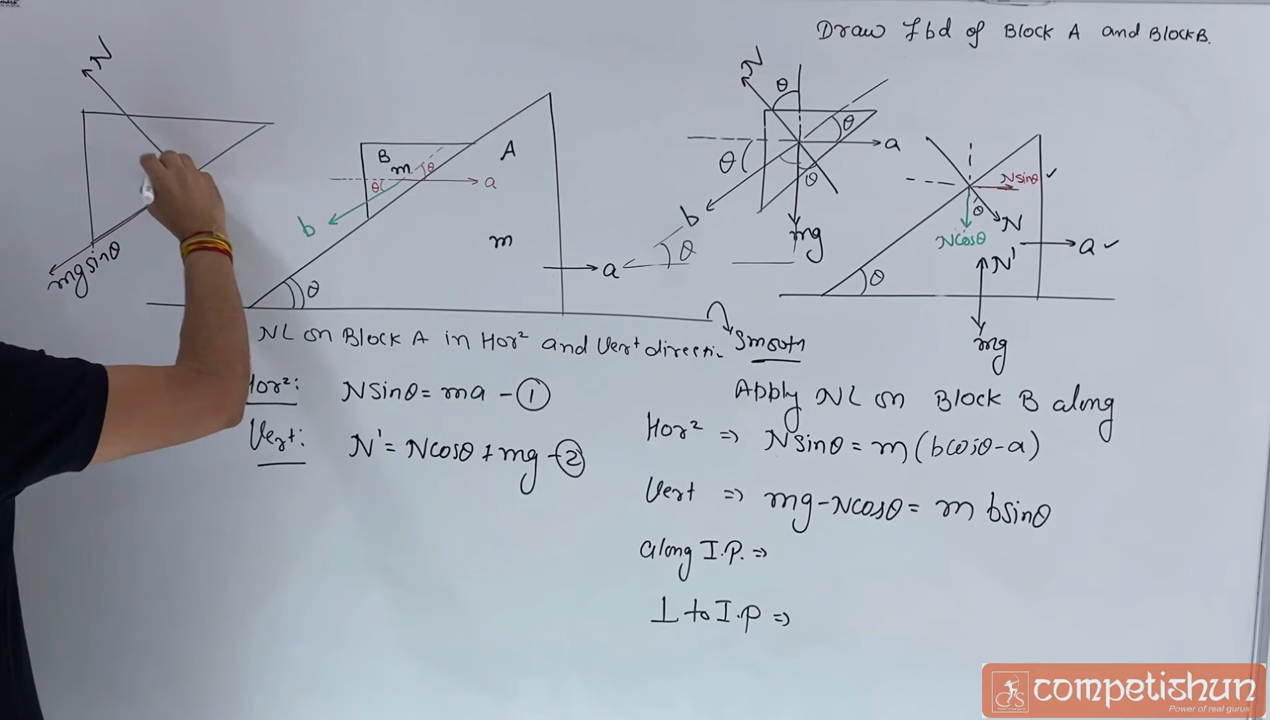 Draw fbd of Block A and Block B.
N
mg sinθ
B
m
θ
θ
a
A
b
m
a
θ
N
θ
θ
a
θ
θ
b
θ
mg
N sinθ ✓
θ
N
N cosθ
N'
a ✓
θ
mg
NL on Block A in Hor² and Vert directi. Smooth
Hor²: N sinθ = ma - ①
Vert: N' = N cosθ + mg - ②
Apply NL on Block B along
Hor² => N sinθ = m (b cosθ - a)
Vert => mg - N cosθ = m b sinθ
along I.P. =>
⊥ to I.P =>
competishun
Power of real gurus